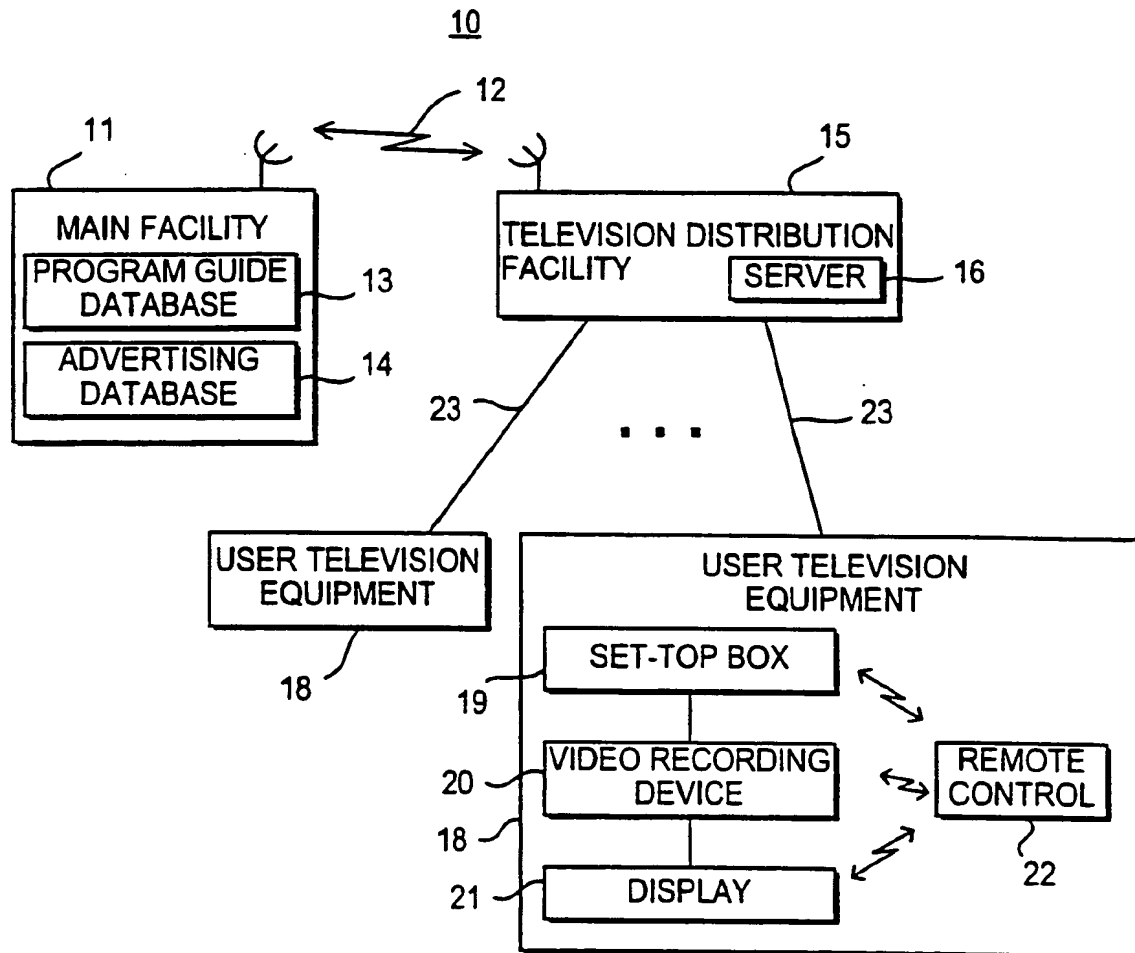 10
12
11
15
MAIN FACILITY
PROGRAM GUIDE
DATABASE
13
ADVERTISING
DATABASE
14
TELEVISION DISTRIBUTION
FACILITY
SERVER
16
23
23
USER TELEVISION
EQUIPMENT
18
USER TELEVISION
EQUIPMENT
SET-TOP BOX
19
VIDEO RECORDING
DEVICE
20
18
REMOTE
CONTROL
22
DISPLAY
21